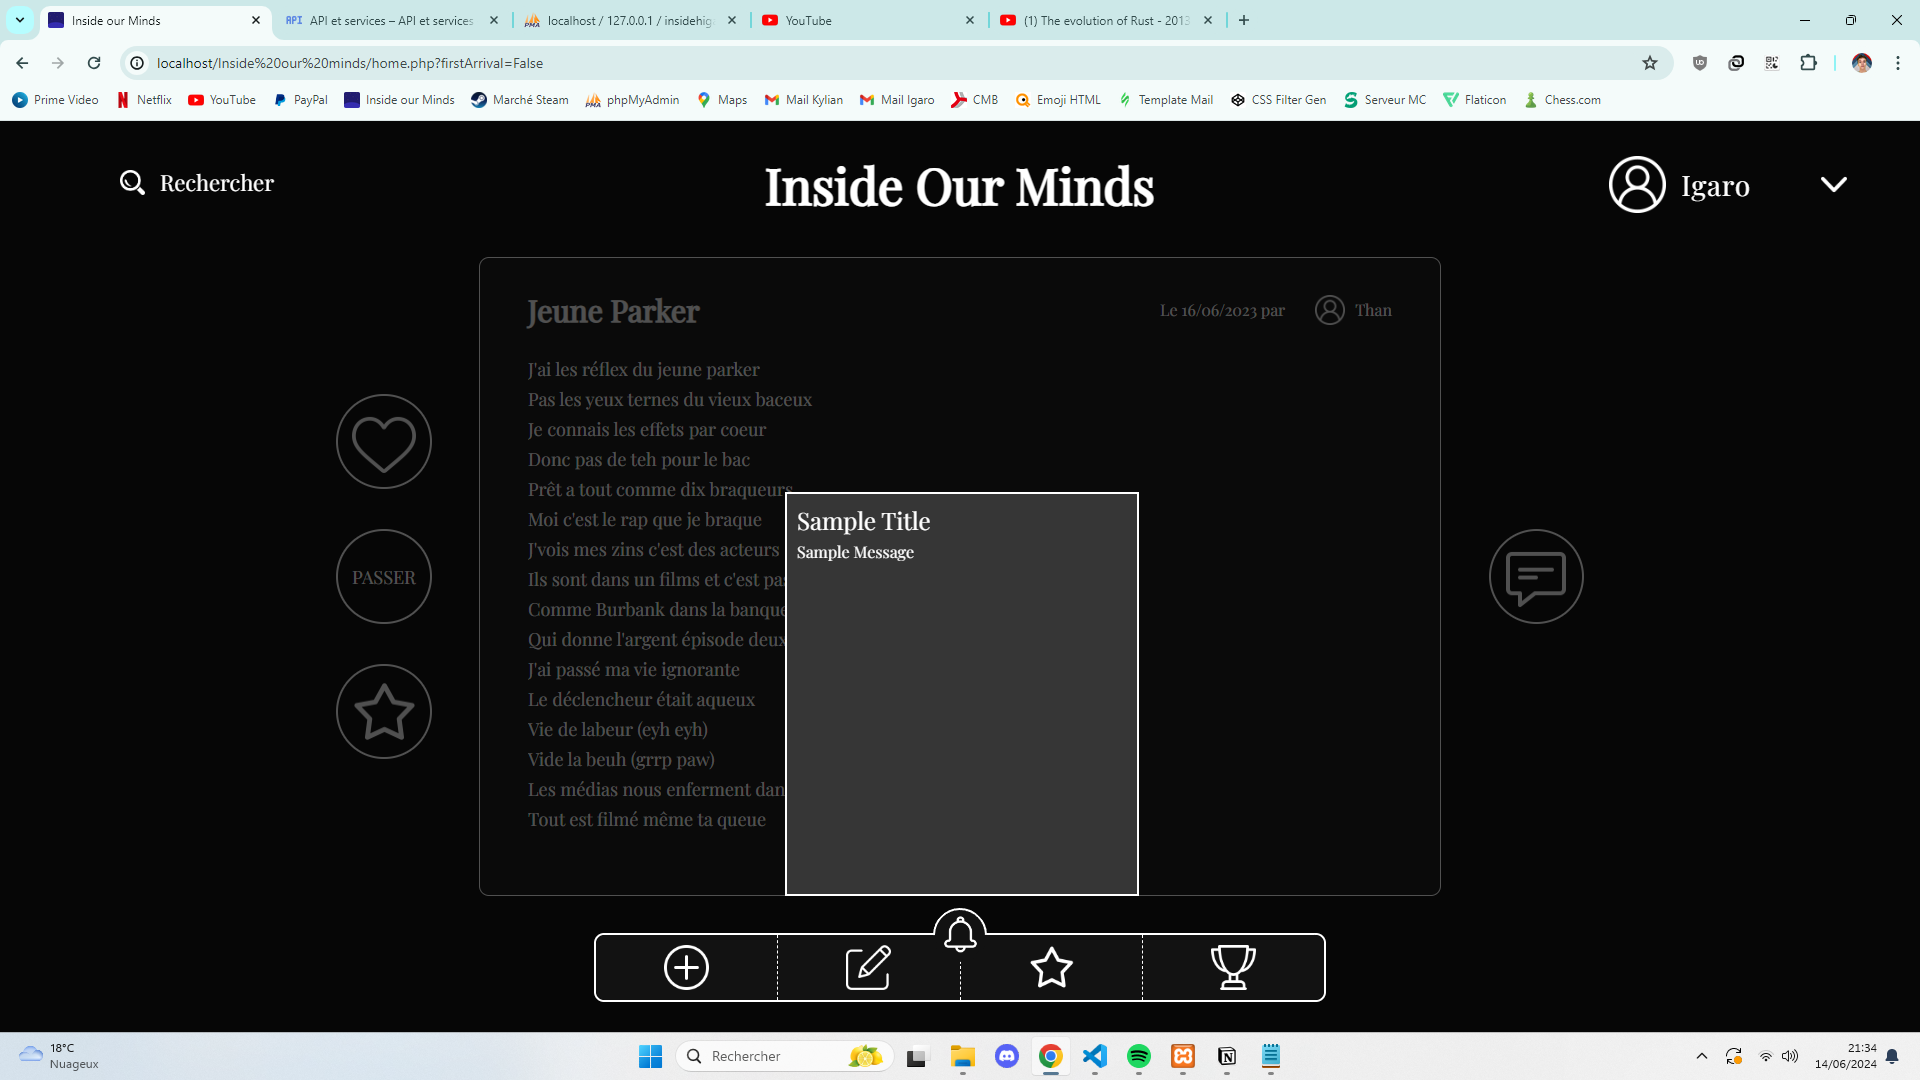 Inside our Minds
API et services – API et services
localhost / 127.0.0.1 / insidehig
YouTube
(1) The evolution of Rust - 2013
localhost/Inside%20our%20minds/home.php?firstArrival=False
Prime Video
Netflix
YouTube
PayPal
Inside our Minds
Marché Steam
phpMyAdmin
Maps
Mail Kylian
Mail Igaro
CMB
Emoji HTML
Template Mail
CSS Filter Gen
Serveur MC
Flaticon
Chess.com
Rechercher
Inside Our Minds
Igaro
Jeune Parker
Le 16/06/2023 par
Than
J'ai les réflex du jeune parker
Pas les yeux ternes du vieux baceux
Je connais les effets par coeur
Donc pas de teh pour le bac
Prêt a tout comme dix braqueurs
Moi c'est le rap que je braque
J'vois mes zins c'est des acteurs
Ils sont dans un films et c'est pas
Comme Burbank dans la banque
Qui donne l'argent épisode deux
J'ai passé ma vie ignorante
Le déclencheur était aqueux
Vie de labeur (eyh eyh)
Vide la beuh (grrp paw)
Les médias nous enferment dan
Tout est filmé même ta queue
PASSER
Sample Title
Sample Message
18°C
Nuageux
Rechercher
21:34
14/06/2024